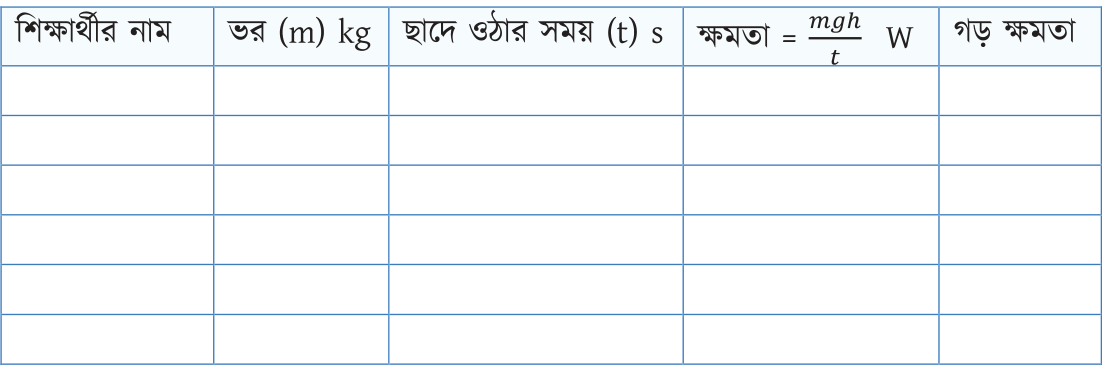 শিক্ষার্থীর নাম ভর (m) kg ছাদে ওঠার সময় (t) s ক্ষমতা = mgh/t W গড় ক্ষমতা